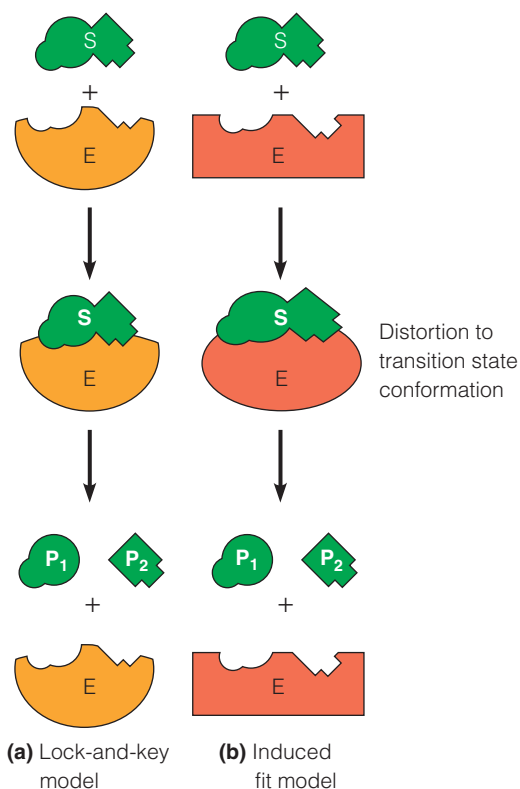 S S
+ +
E E
S S
E E
Distortion to
transition state
conformation
P₁ P₂ P₁ P₂
+ +
E E
(a) Lock-and-key
model
(b) Induced
fit model